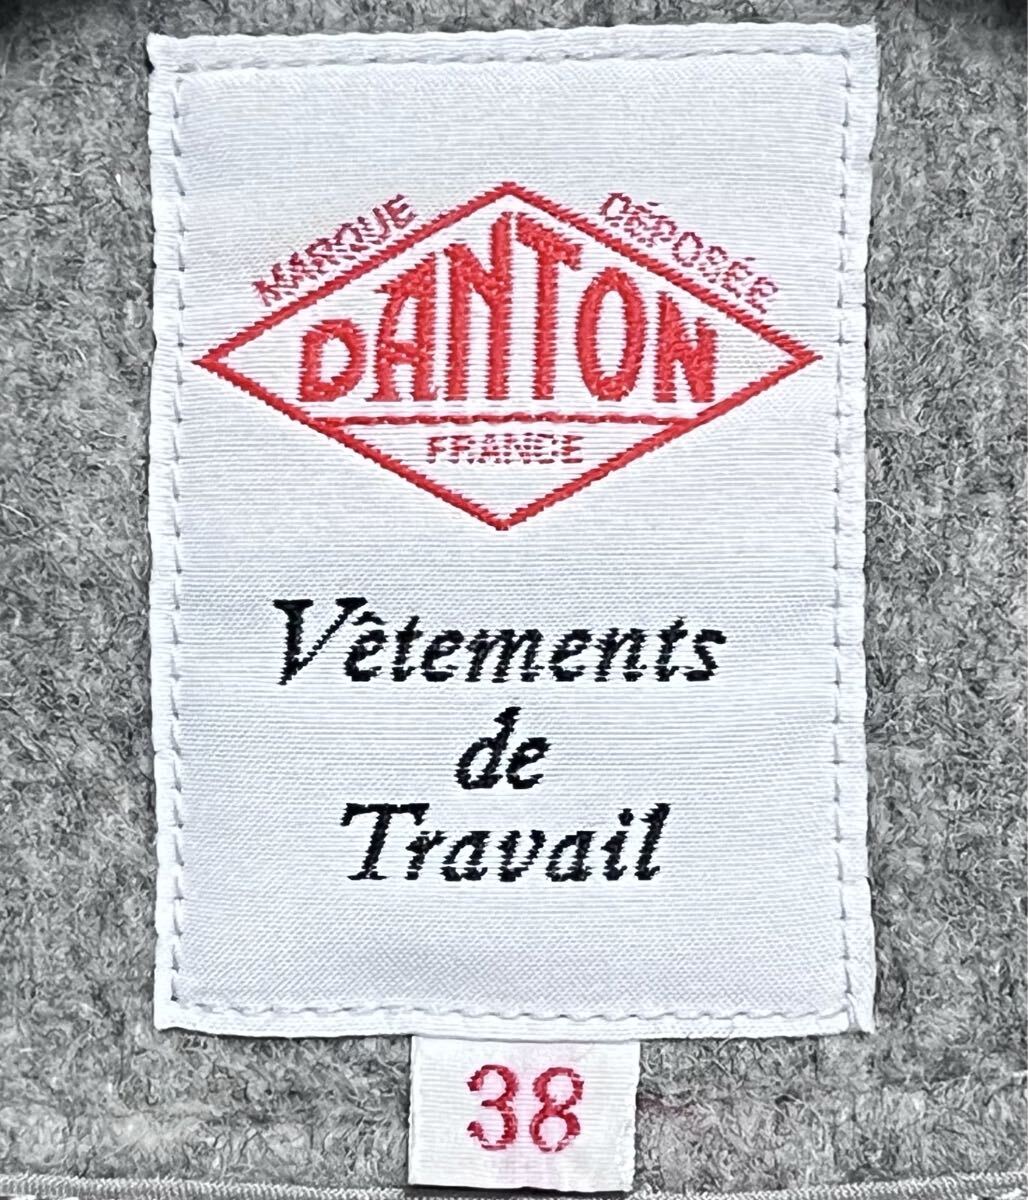 MARQUE DÉPOSÉE
DANTON
FRANCE
Vêtements
de
Travail
38